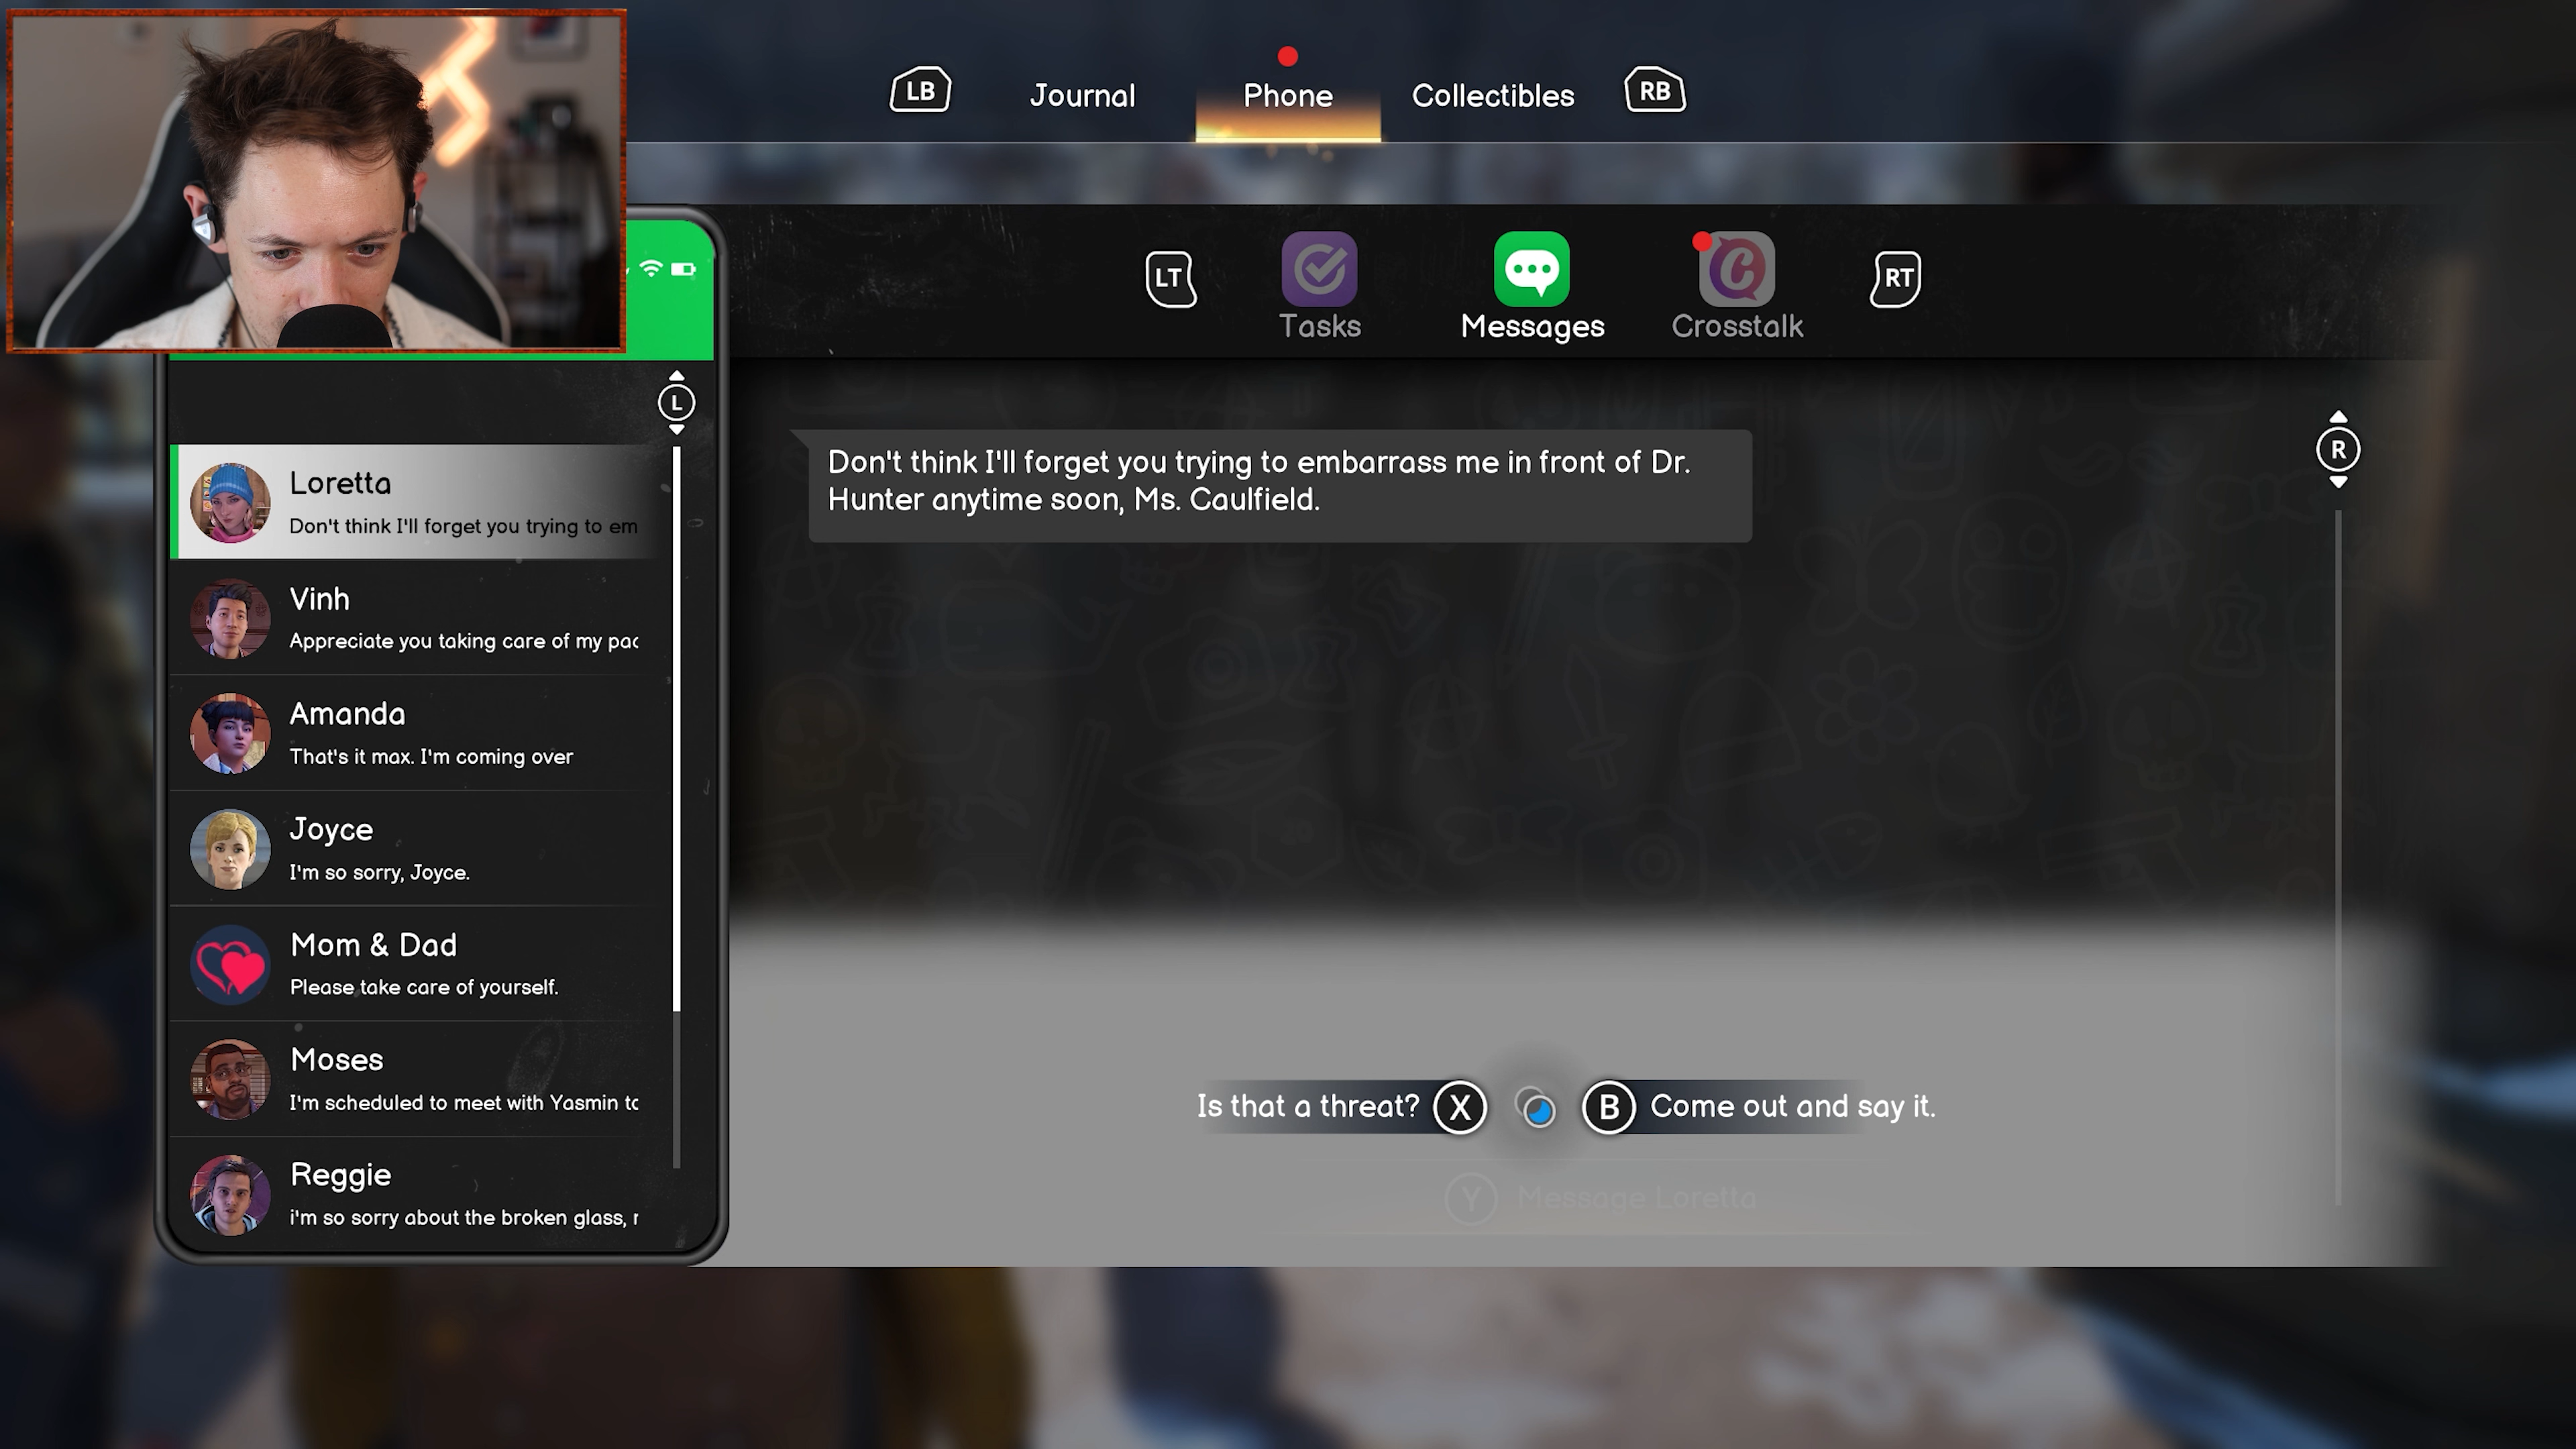 LB
Journal
Phone
Collectibles
RB
LT
Tasks
Messages
Crosstalk
RT
L
Loretta
Don't think I'll forget you trying to em
Vinh
Appreciate you taking care of my pac
Amanda
That's it max. I'm coming over
Joyce
I'm so sorry, Joyce.
Mom & Dad
Please take care of yourself.
Moses
I'm scheduled to meet with Yasmin to
Reggie
i'm so sorry about the broken glass, r
Don't think I'll forget you trying to embarrass me in front of Dr.
Hunter anytime soon, Ms. Caulfield.
R
Is that a threat? X
B Come out and say it.
Y Message Loretta